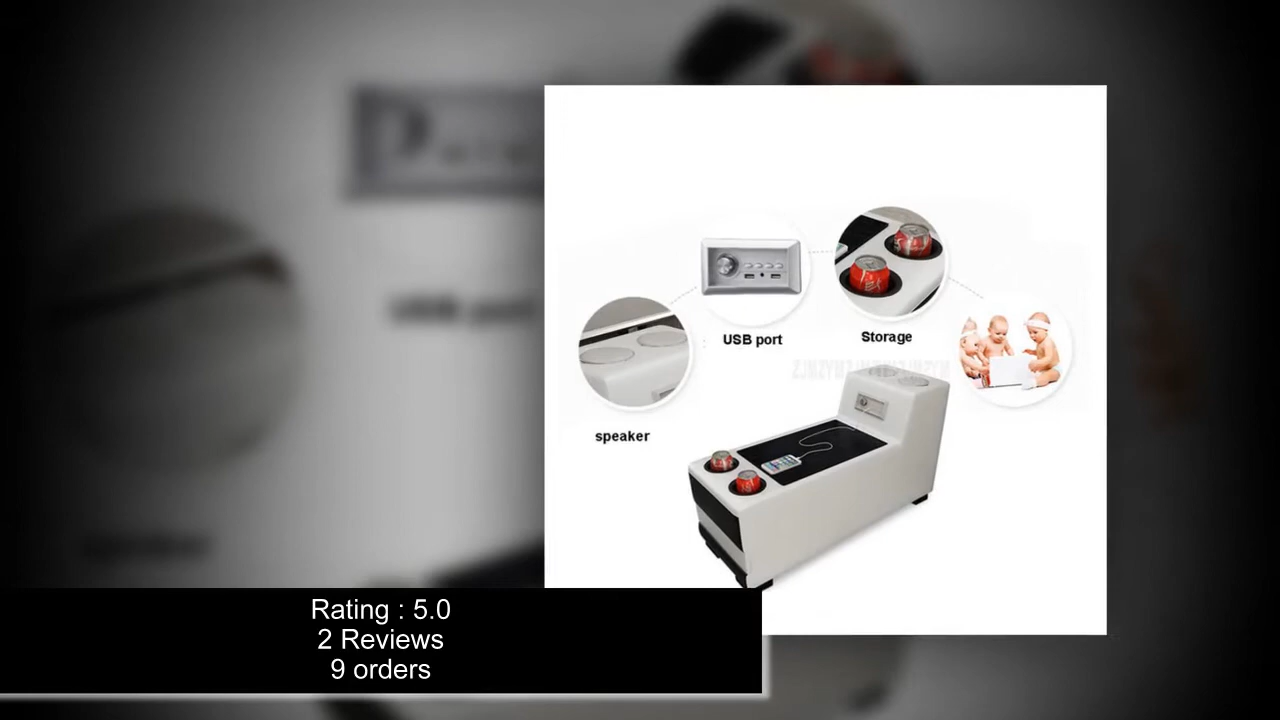 USB port
Storage
speaker
Rating : 5.0
2 Reviews
9 orders